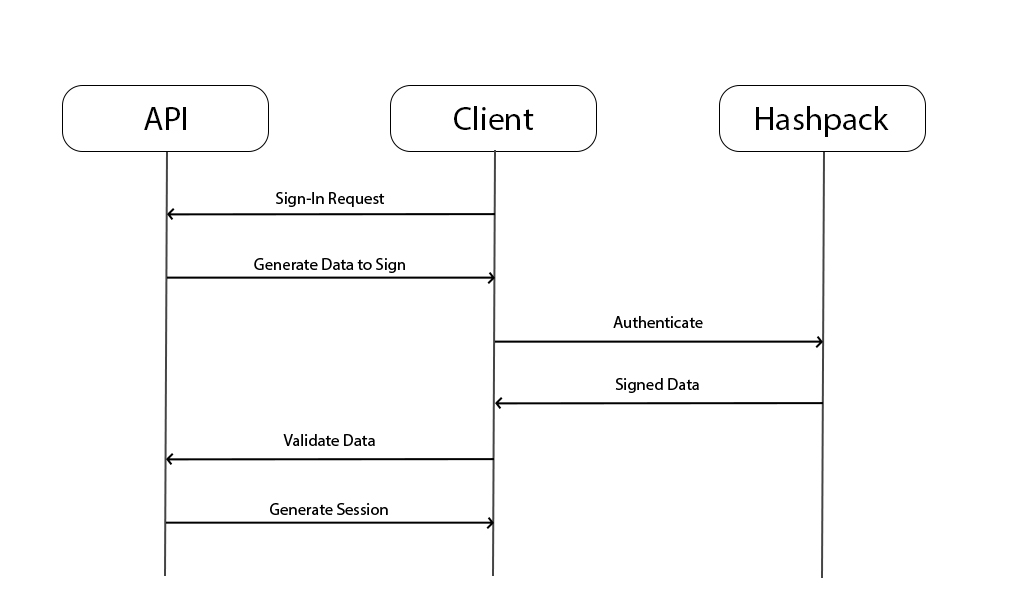 API
Client
Hashpack
Sign-In Request
Generate Data to Sign
Authenticate
Signed Data
Validate Data
Generate Session